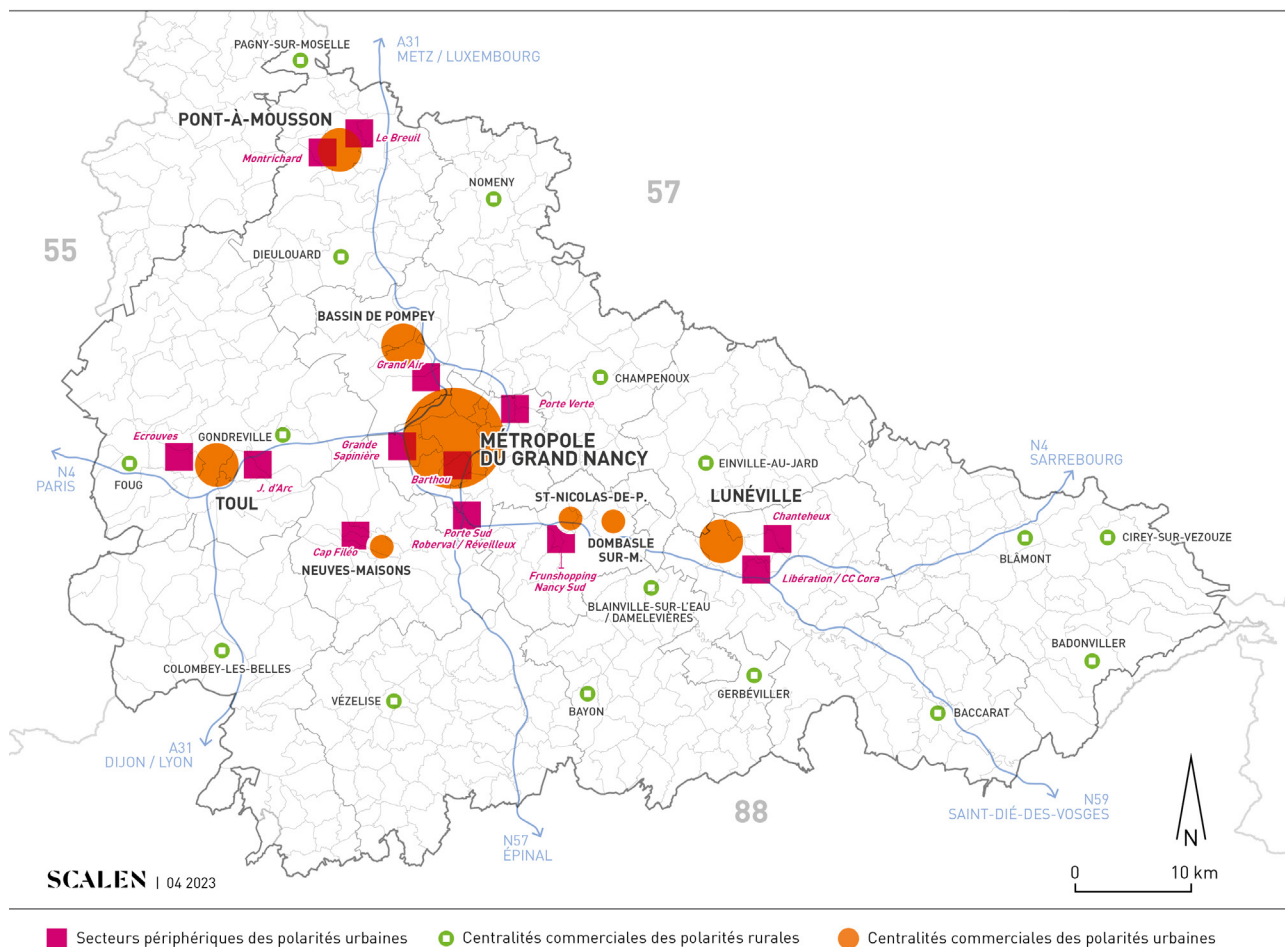 PAGNY-SUR-MOSELLE
A31
METZ / LUXEMBOURG
PONT-À-MOUSSON
Le Breuil
Montrichard
NOMENY
57
55
DIEULOUARD
BASSIN DE POMPEY
Grand Air
CHAMPENOUX
Porte Verte
Ecrouves
GONDREVILLE
Grande
Sapinière
MÉTROPOLE
DU GRAND NANCY
N4
PARIS
FOUG
J. d'Arc
TOUL
Barthou
EINVILLE-AU-JARD
N4
SARREBOURG
ST-NICOLAS-DE-P.
LUNÉVILLE
Chanteheux
Cap Filéo
NEUVES-MAISONS
Porte Sud
Roberval / Réveilleux
DOMBASLE
SUR-M.
Frunshopping
Nancy Sud
Libération / CC Cora
BLÂMONT
CIREY-SUR-VEZOUZE
BLAINVILLE-SUR-L'EAU
/ DAMELEVIÈRES
COLOMBEY-LES-BELLES
VÉZELISE
BAYON
GERBÉVILLER
BADONVILLER
BACCARAT
A31
DIJON / LYON
N57
ÉPINAL
88
N59
SAINT-DIÉ-DES-VOSGES
N
0 10 km
SCALEN | 04 2023
Secteurs périphériques des polarités urbaines
Centralités commerciales des polarités rurales
Centralités commerciales des polarités urbaines